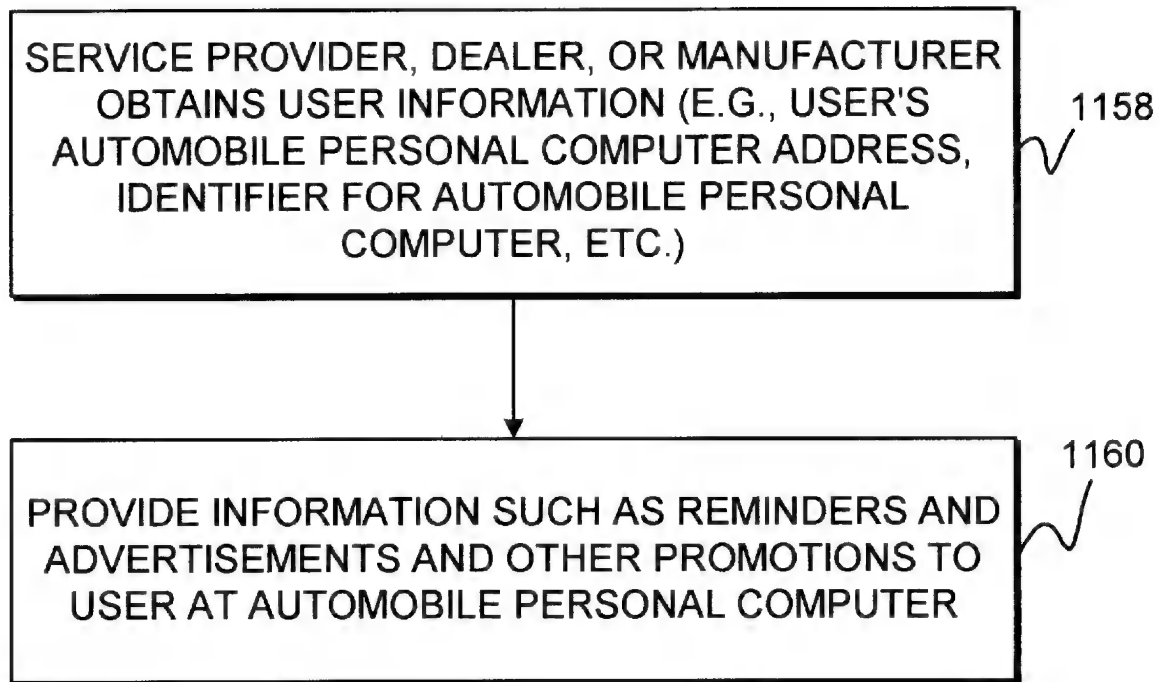 SERVICE PROVIDER, DEALER, OR MANUFACTURER
OBTAINS USER INFORMATION (E.G., USER'S
AUTOMOBILE PERSONAL COMPUTER ADDRESS,
IDENTIFIER FOR AUTOMOBILE PERSONAL
COMPUTER, ETC.)
1158
1160
PROVIDE INFORMATION SUCH AS REMINDERS AND
ADVERTISEMENTS AND OTHER PROMOTIONS TO
USER AT AUTOMOBILE PERSONAL COMPUTER